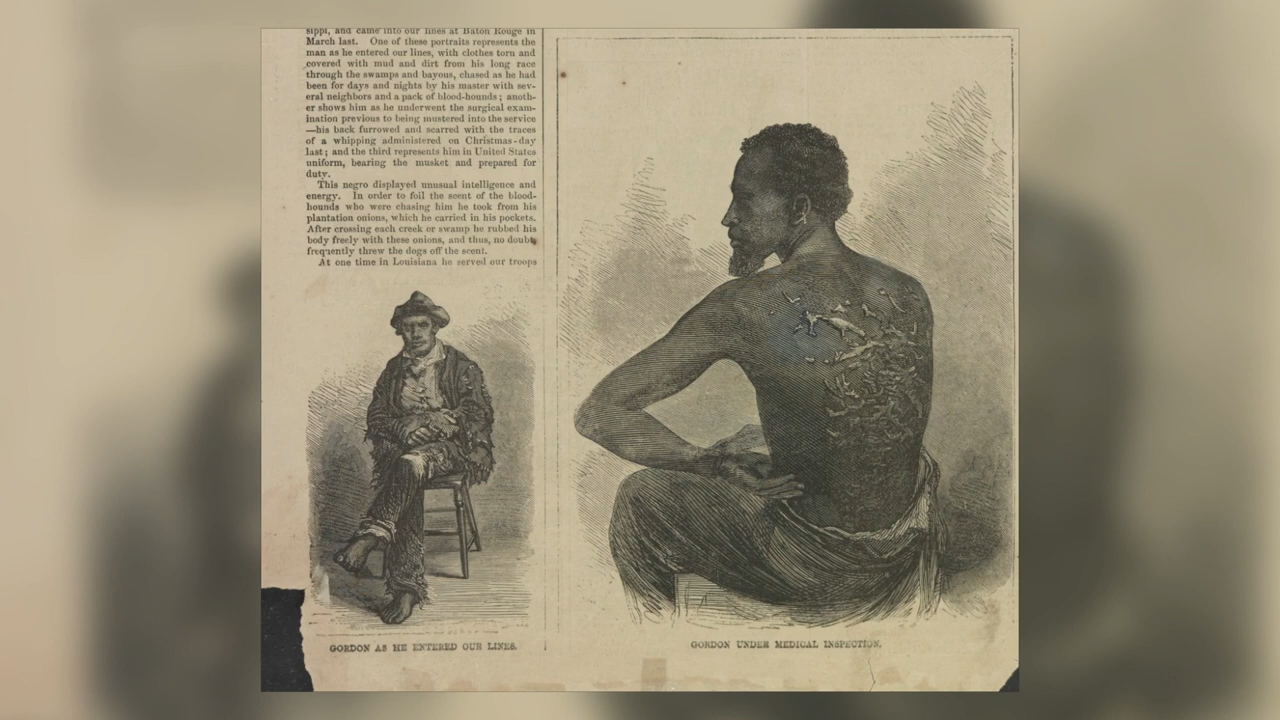 sippi, and came into our lines at Baton Rouge in
March last. One of these portraits represents the
man as he entered our lines, with clothes torn and
covered with mud and dirt from his long race
through the swamps and bayous, chased as he had
been for days and nights by his master with sev-
eral neighbors and a pack of blood-hounds; anoth-
er shows him as he underwent the surgical exam-
ination previous to being mustered into the service
—his back furrowed and scarred with the traces
of a whipping administered on Christmas-day
last; and the third represents him in United States
uniform, bearing the musket and prepared for
duty.
This negro displayed unusual intelligence and
energy. In order to foil the scent of the blood-
hounds who were chasing him he took from his
plantation onions, which he carried in his pockets.
After crossing each creek or swamp he rubbed his
body freely with these onions, and thus, no doubt,
frequently threw the dogs off the scent.
At one time in Louisiana he served our troops
GORDON AS HE ENTERED OUR LINES.
GORDON UNDER MEDICAL INSPECTION.